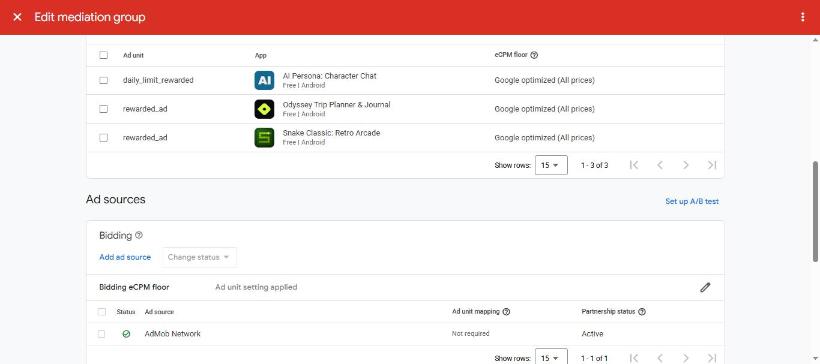 Edit mediation group
Ad unit App eCPM floor
daily_limit_rewarded AI AI Persona: Character Chat Google optimized (All prices)
Free | Android
rewarded_ad Odyssey Trip Planner & Journal Google optimized (All prices)
Free | Android
rewarded_ad Snake Classic: Retro Arcade Google optimized (All prices)
Free | Android
Show rows: 15 1 - 3 of 3
Ad sources Set up A/B test
Bidding
Add ad source Change status
Bidding eCPM floor Ad unit setting applied
Status Ad source Ad unit mapping Partnership status
AdMob Network Not required Active
Show rows: 15 1 - 1 of 1